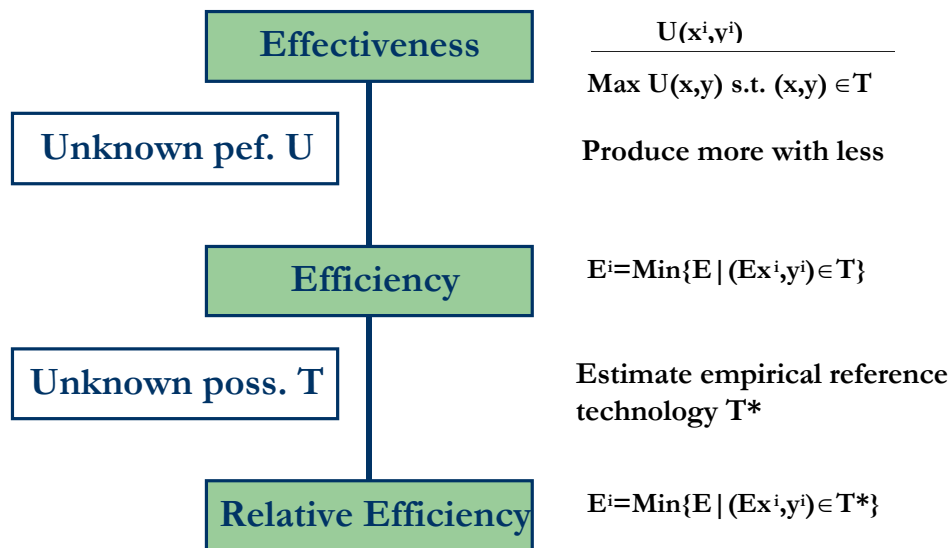 Effectiveness
U(xⁱ,yⁱ)
Max U(x,y) s.t. (x,y) ∈T
Unknown pef. U
Produce more with less
Efficiency
Eⁱ=Min{E|(Exⁱ,yⁱ)∈T}
Unknown poss. T
Estimate empirical reference
technology T*
Relative Efficiency
Eⁱ=Min{E|(Exⁱ,yⁱ)∈T*}